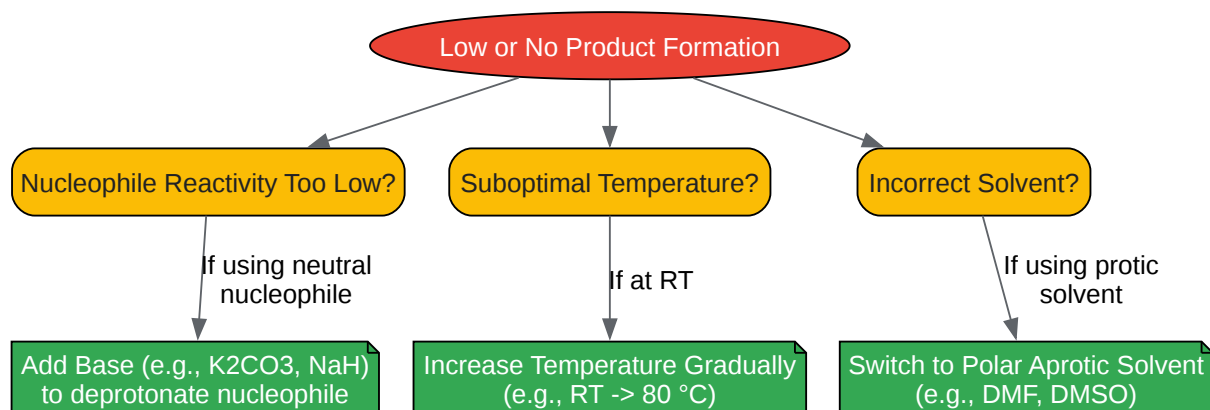 Low or No Product Formation
Nucleophile Reactivity Too Low?
Suboptimal Temperature?
Incorrect Solvent?
If using neutral
nucleophile
If at RT
If using protic
solvent
Add Base (e.g., K2CO3, NaH)
to deprotonate nucleophile
Increase Temperature Gradually
(e.g., RT -> 80 °C)
Switch to Polar Aprotic Solvent
(e.g., DMF, DMSO)